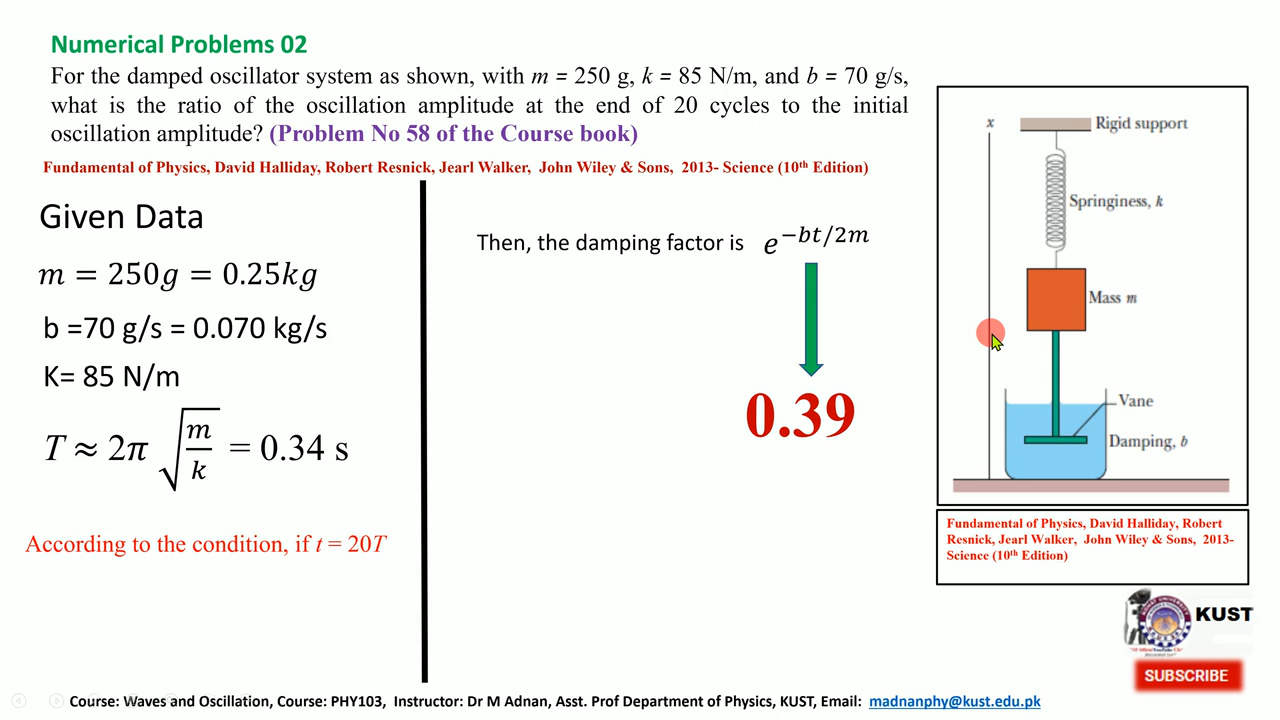 Numerical Problems 02
For the damped oscillator system as shown, with m = 250 g, k = 85 N/m, and b = 70 g/s,
what is the ratio of the oscillation amplitude at the end of 20 cycles to the initial
oscillation amplitude? (Problem No 58 of the Course book)
Fundamental of Physics, David Halliday, Robert Resnick, Jearl Walker, John Wiley & Sons, 2013- Science (10th Edition)
Given Data
m = 250g = 0.25kg
b =70 g/s = 0.070 kg/s
K= 85 N/m
T ≈ 2π √(m/k) = 0.34 s
According to the condition, if t = 20T
Then, the damping factor is e^{−bt/2m}
0.39
x
Rigid support
Springiness, k
Mass m
Vane
Damping, b
Fundamental of Physics, David Halliday, Robert
Resnick, Jearl Walker, John Wiley & Sons, 2013-
Science (10th Edition)
KUST
SUBSCRIBE
Course: Waves and Oscillation, Course: PHY103, Instructor: Dr M Adnan, Asst. Prof Department of Physics, KUST, Email: madnanphy@kust.edu.pk